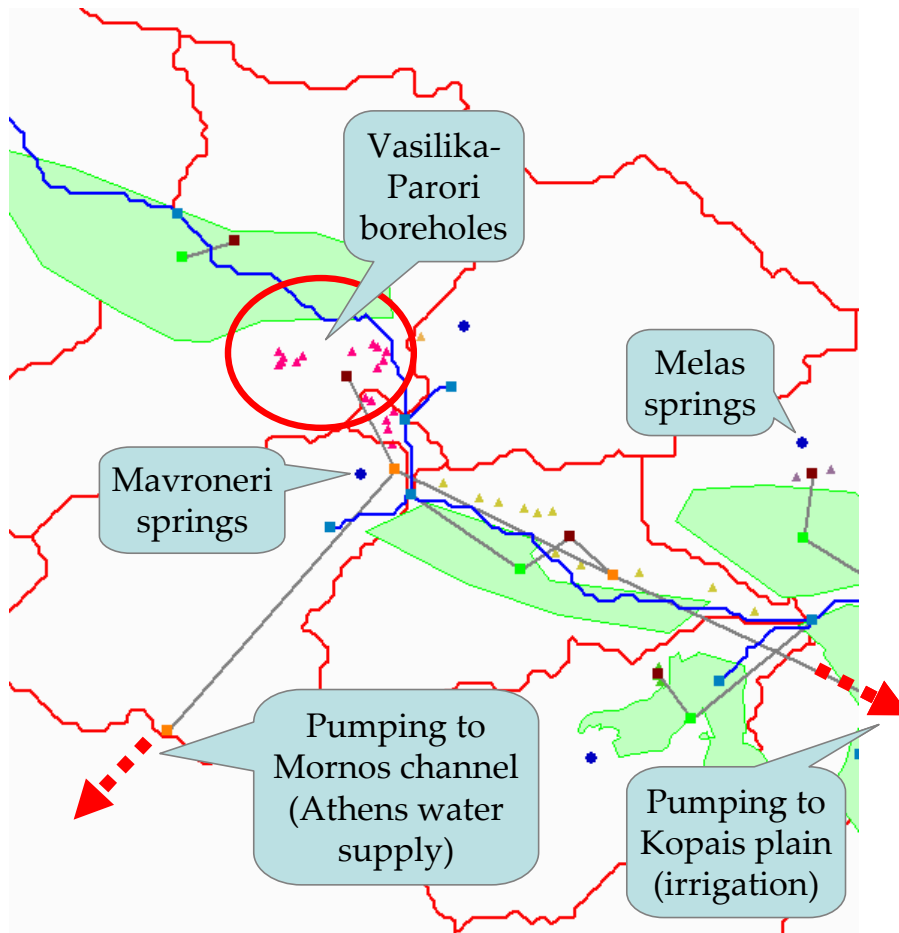 Vasilika-
Parori
boreholes
Melas
springs
Mavroneri
springs
Pumping to
Mornos channel
(Athens water
supply)
Pumping to
Kopais plain
(irrigation)